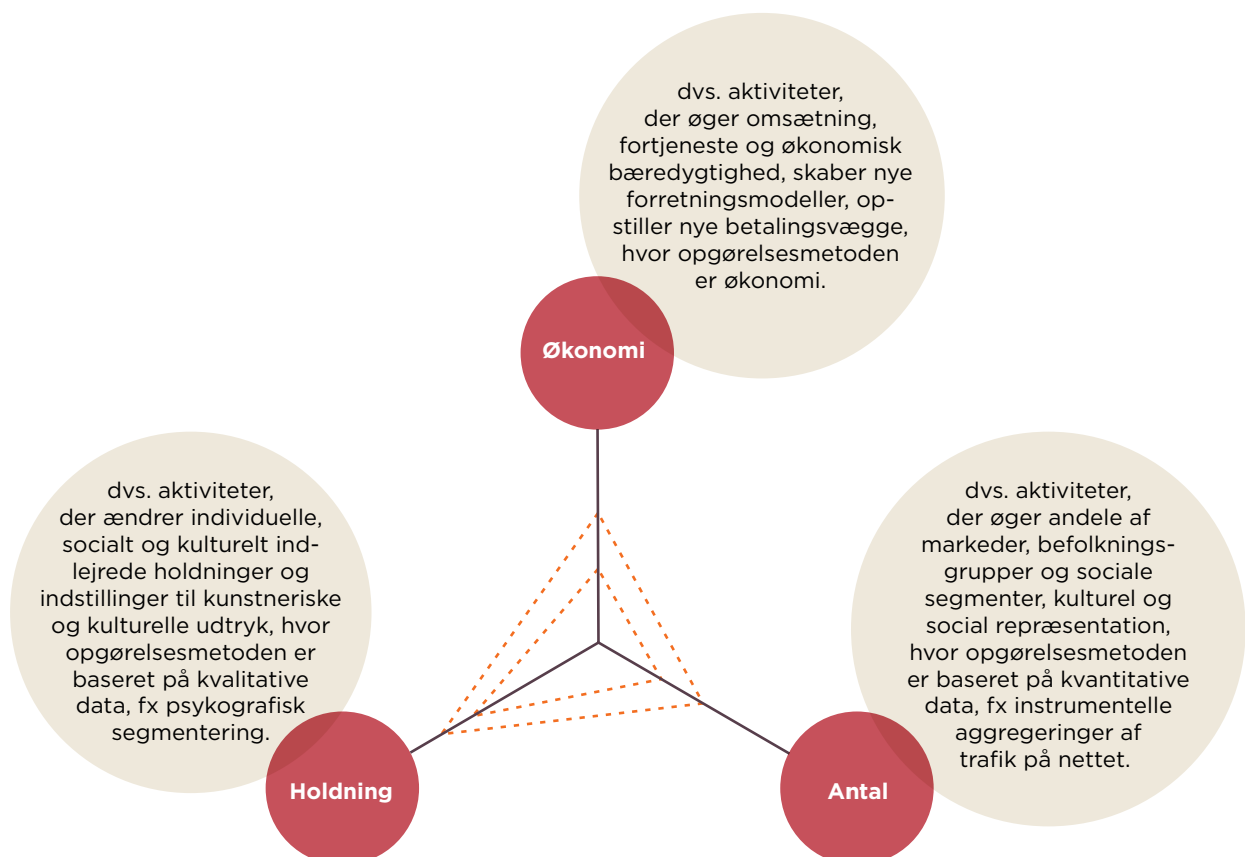 dvs. aktiviteter,
der øger omsætning,
fortjeneste og økonomisk
bæredygtighed, skaber nye
forretningsmodeller, op-
stiller nye betalingsvægge,
hvor opgørelsesmetoden
er økonomi.
Økonomi
dvs. aktiviteter,
der ændrer individuelle,
socialt og kulturelt ind-
lejrede holdninger og
indstillinger til kunstneriske
og kulturelle udtryk, hvor
opgørelsesmetoden er
baseret på kvalitative
data, fx psykografisk
segmentering.
Holdning
dvs. aktiviteter,
der øger andele af
markeder, befolknings-
grupper og sociale
segmenter, kulturel og
social repræsentation,
hvor opgørelsesmetoden
er baseret på kvantitative
data, fx instrumentelle
aggregeringer af
trafik på nettet.
Antal